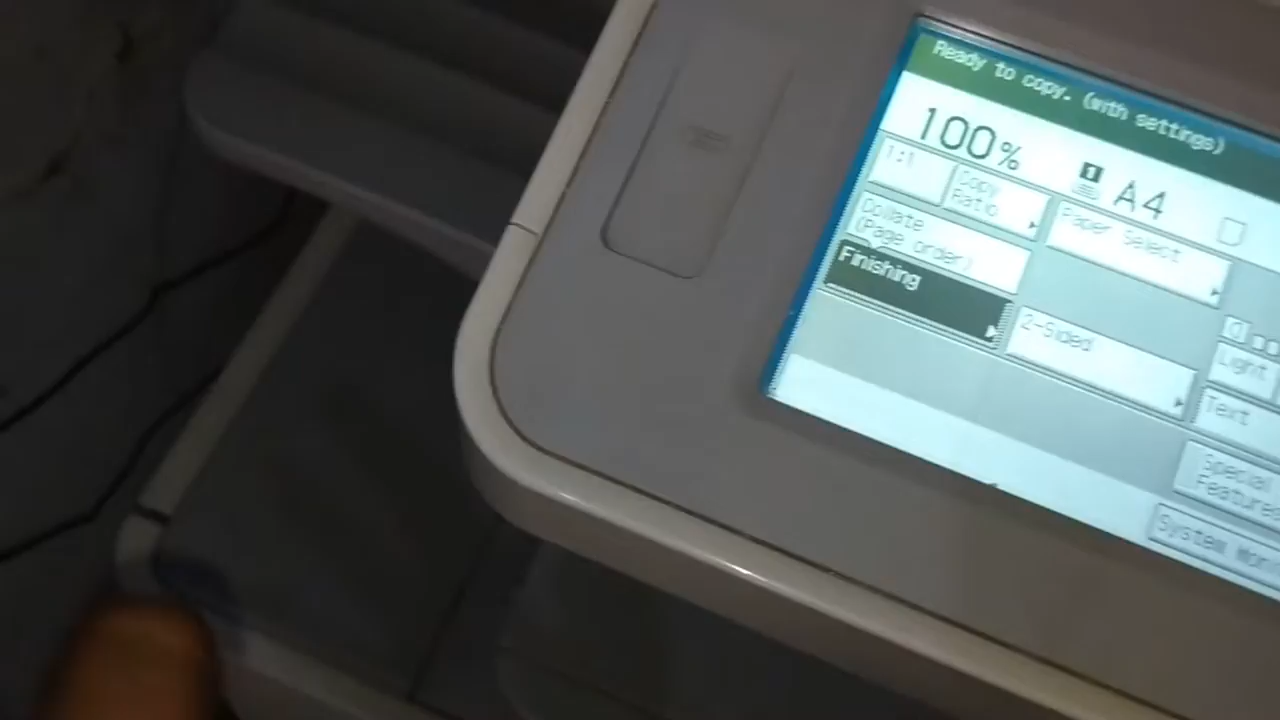 Ready to copy. (with settings)
100%
1 A4
1:1
Copy
Ratio
Paper Select
Collate
(Page order)
Finishing
2-Sided
Light
Text
Special
Features
System Moni